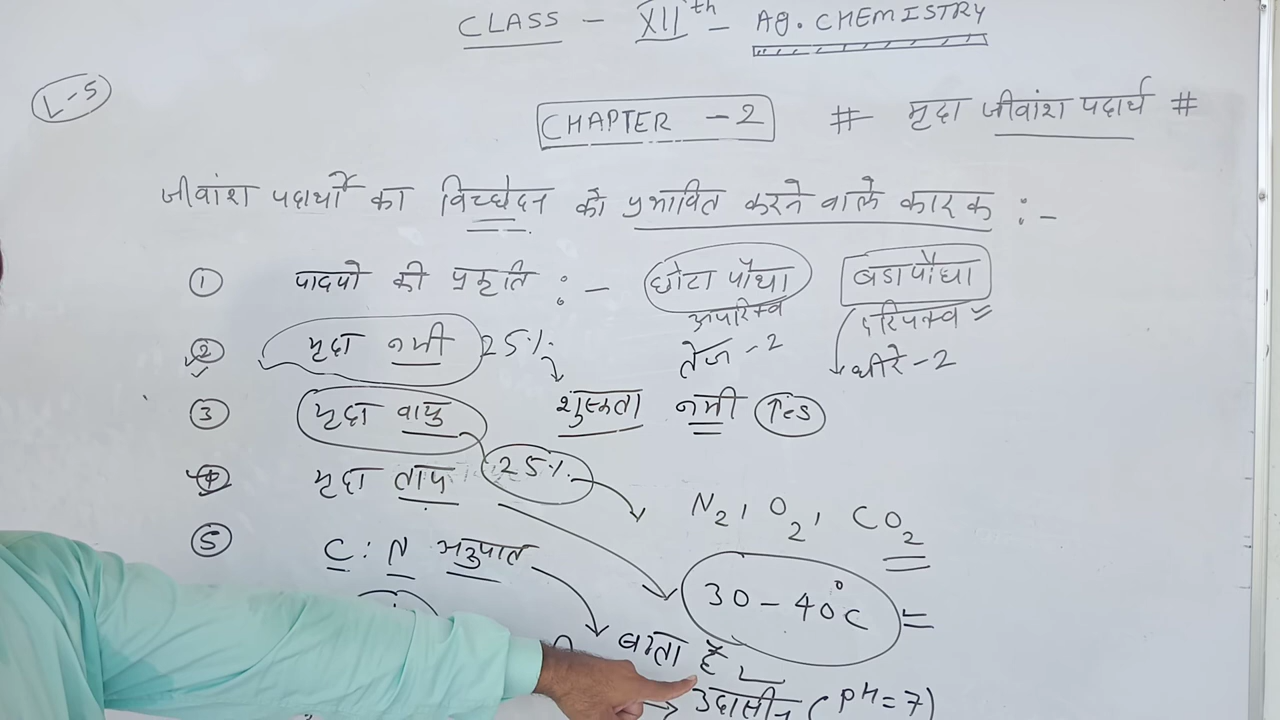 CLASS - XIIth - Ag. CHEMISTRY
L-5
CHAPTER - 2 # मृदा जीवांश पदार्थ #
जीवांश पदार्थो का विच्छेदन को प्रभावित करने वाले कारक :-
① पादपो की प्रकृति :- छोटा पौधा बडा पौधा
अपरिपक्व परिपक्व =
② मृदा नमी 25%. तेज - 2 धीरे - 2
③ मृदा वायु शुष्कता नमी Yes
④ मृदा ताप 25%. N2, O2, CO2
⑤ C : N अनुपात 30 - 40°C =
बनता है
उदासीन (PH = 7)